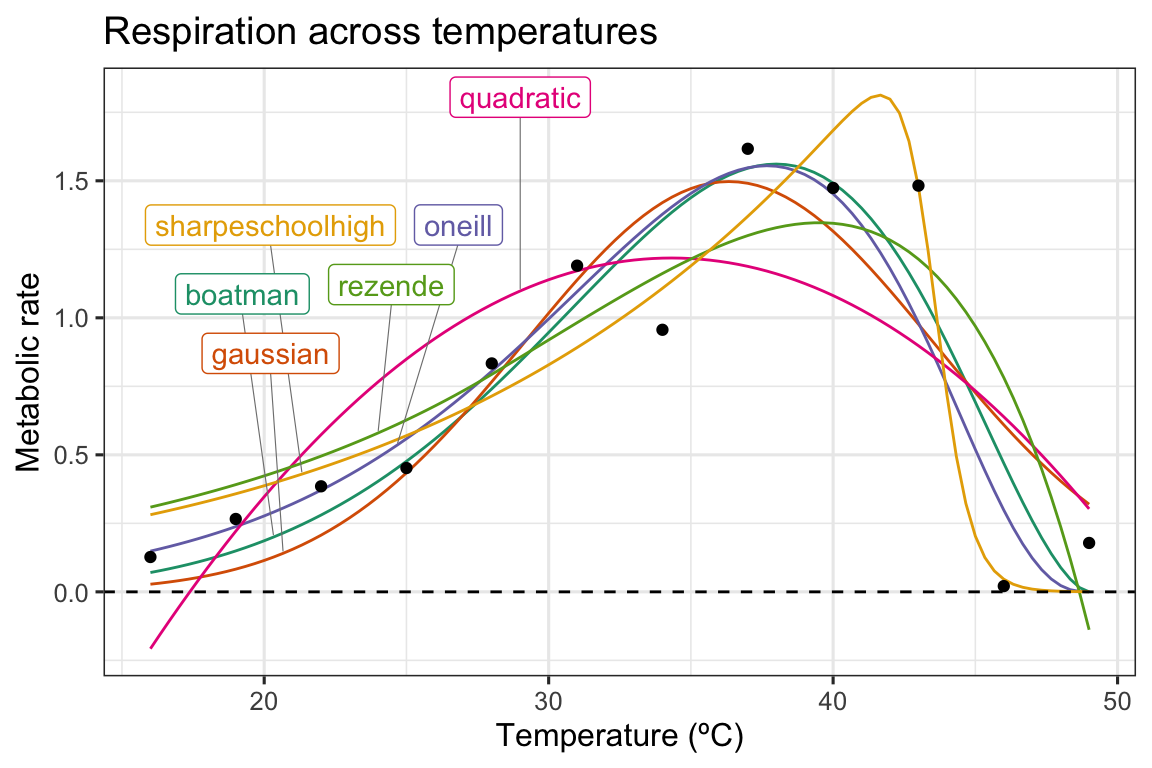 Respiration across temperatures
quadratic
sharpeschoolhigh
oneill
boatman
rezende
gaussian
Metabolic rate
1.5
1.0
0.5
0.0
20
30
40
50
Temperature (ºC)